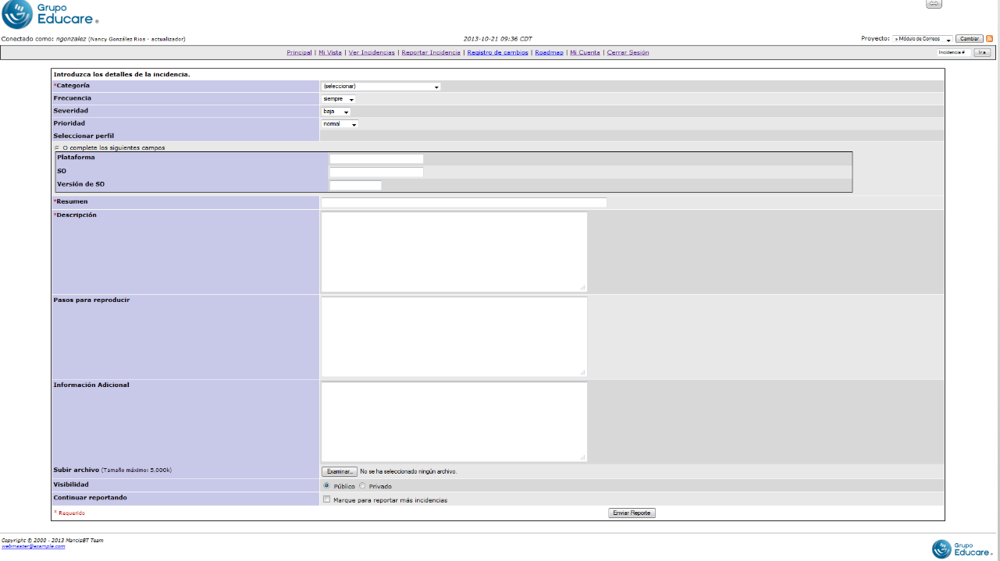 Grupo
Educare ®
Conectado como: ngonzalez (Nancy González Rios - actualizador)
2013-10-21 09:36 CDT
Proyecto: » Módulo de Correos Cambiar
Principal | Mi Vista | Ver Incidencias | Reportar Incidencia | Registro de cambios | Roadmap | Mi Cuenta | Cerrar Sesión
Incidencia # Ir a
Introduzca los detalles de la incidencia.
*Categoría (seleccionar)
Frecuencia siempre
Severidad baja
Prioridad normal
Seleccionar perfil
O complete los siguientes campos
Plataforma
SO
Versión de SO
*Resumen
*Descripción
Pasos para reproducir
Información Adicional
Subir archivo (Tamaño máximo: 5,000k) Examinar... No se ha seleccionado ningún archivo.
Visibilidad Público Privado
Continuar reportando Marque para reportar más incidencias
* Requerido Enviar Reporte
Copyright © 2000 - 2013 MantisBT Team
webmaster@example.com
Grupo
Educare ®